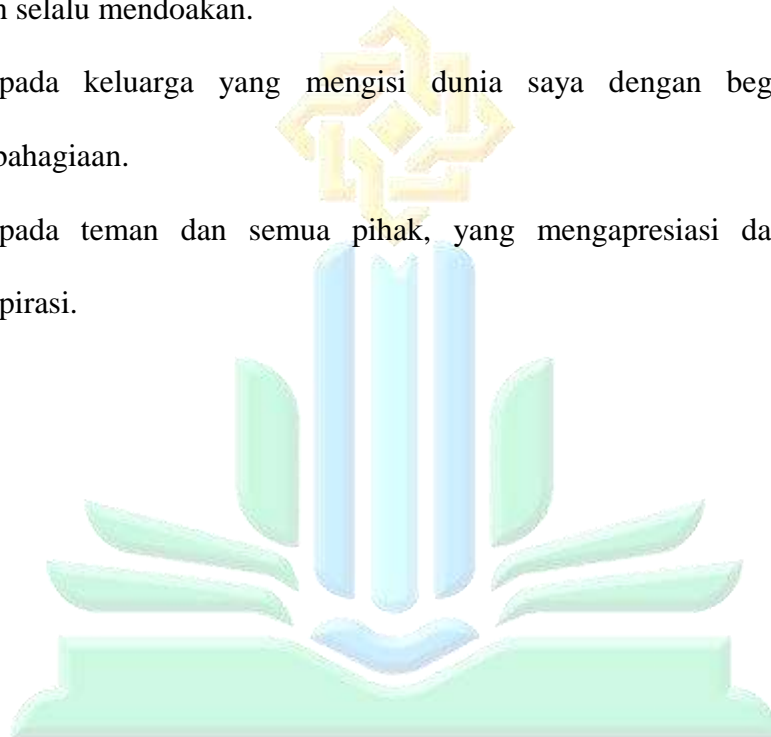 n selalu mendoakan.
pada keluarga yang mengisi dunia saya dengan beg
bahagiaan.
pada teman dan semua pihak, yang mengapresiasi da
pirasi.